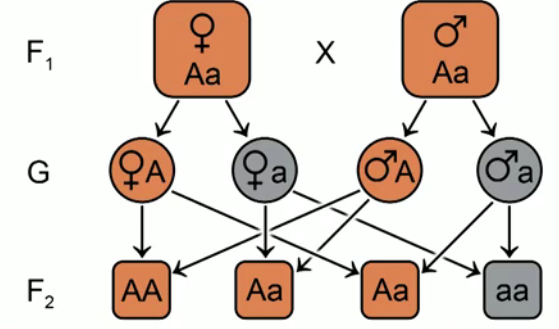 F₁ ♀ Aa X ♂ Aa
G ♀A ♀a ♂A ♂a
F₂ AA Aa Aa aa